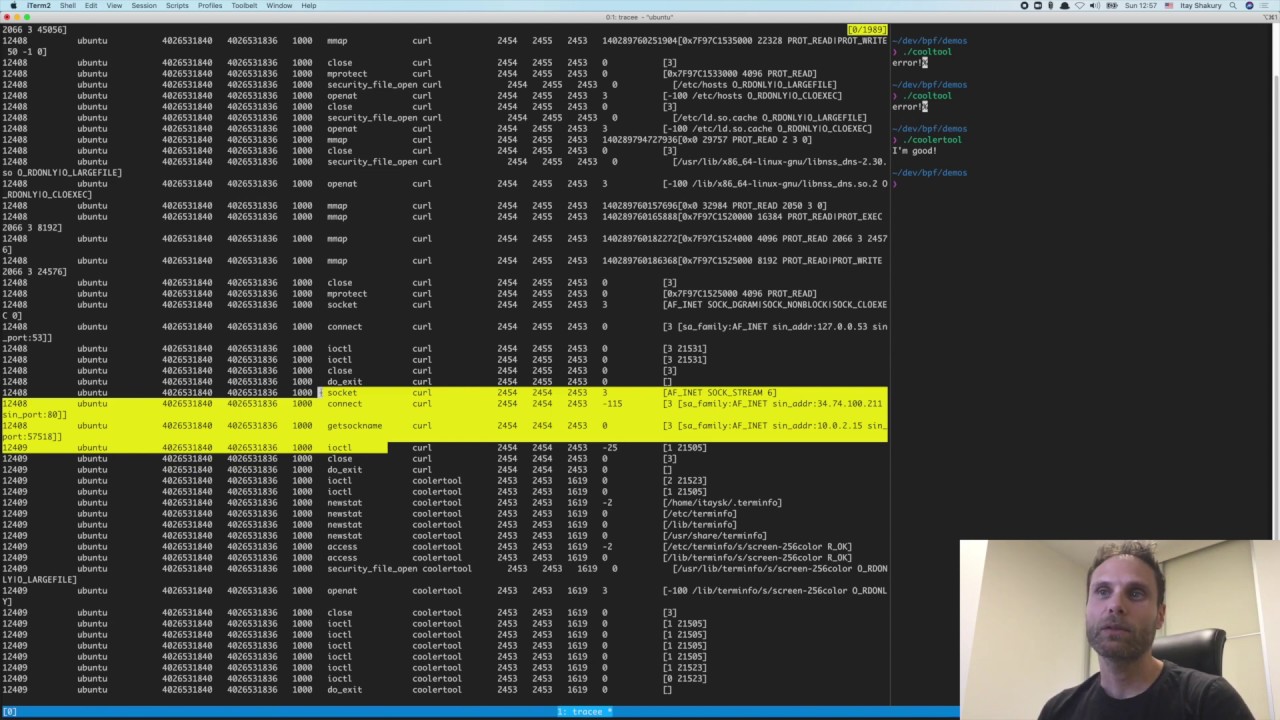 iTerm2 Shell Edit View Session Scripts Profiles Toolbelt Window Help Sun 12:57 Itay Shakury
0:1: tracee - "ubuntu"
2066 3 45056] [0/1989]
12408 ubuntu 4026531840 4026531836 1000 mmap curl 2454 2455 2453 140289760251904[0x7F97C1535000 22328 PROT_READ|PROT_WRITE
50 -1 0]
12408 ubuntu 4026531840 4026531836 1000 close curl 2454 2455 2453 0 [3]
12408 ubuntu 4026531840 4026531836 1000 mprotect curl 2454 2455 2453 0 [0x7F97C1533000 4096 PROT_READ]
12408 ubuntu 4026531840 4026531836 1000 security_file_open curl 2454 2455 2453 0 [/etc/hosts O_RDONLY|O_LARGEFILE]
12408 ubuntu 4026531840 4026531836 1000 openat curl 2454 2455 2453 3 [-100 /etc/hosts O_RDONLY|O_CLOEXEC]
12408 ubuntu 4026531840 4026531836 1000 close curl 2454 2455 2453 0 [3]
12408 ubuntu 4026531840 4026531836 1000 security_file_open curl 2454 2455 2453 0 [/etc/ld.so.cache O_RDONLY|O_LARGEFILE]
12408 ubuntu 4026531840 4026531836 1000 openat curl 2454 2455 2453 3 [-100 /etc/ld.so.cache O_RDONLY|O_CLOEXEC]
12408 ubuntu 4026531840 4026531836 1000 mmap curl 2454 2455 2453 140289794727936[0x0 29757 PROT_READ 2 3 0]
12408 ubuntu 4026531840 4026531836 1000 close curl 2454 2455 2453 0 [3]
12408 ubuntu 4026531840 4026531836 1000 security_file_open curl 2454 2455 2453 0 [/usr/lib/x86_64-linux-gnu/libnss_dns-2.30.
so O_RDONLY|O_LARGEFILE]
12408 ubuntu 4026531840 4026531836 1000 openat curl 2454 2455 2453 3 [-100 /lib/x86_64-linux-gnu/libnss_dns.so.2 O
_RDONLY|O_CLOEXEC]
12408 ubuntu 4026531840 4026531836 1000 mmap curl 2454 2455 2453 140289760157696[0x0 32984 PROT_READ 2050 3 0]
12408 ubuntu 4026531840 4026531836 1000 mmap curl 2454 2455 2453 140289760165888[0x7F97C1520000 16384 PROT_READ|PROT_EXEC
2066 3 8192]
12408 ubuntu 4026531840 4026531836 1000 mmap curl 2454 2455 2453 140289760182272[0x7F97C1524000 4096 PROT_READ 2066 3 2457
6]
12408 ubuntu 4026531840 4026531836 1000 mmap curl 2454 2455 2453 140289760186368[0x7F97C1525000 8192 PROT_READ|PROT_WRITE
2066 3 24576]
12408 ubuntu 4026531840 4026531836 1000 close curl 2454 2455 2453 0 [3]
12408 ubuntu 4026531840 4026531836 1000 mprotect curl 2454 2455 2453 0 [0x7F97C1525000 4096 PROT_READ]
12408 ubuntu 4026531840 4026531836 1000 socket curl 2454 2455 2453 3 [AF_INET SOCK_DGRAM|SOCK_NONBLOCK|SOCK_CLOEXE
C 0]
12408 ubuntu 4026531840 4026531836 1000 connect curl 2454 2455 2453 0 [3 [sa_family:AF_INET sin_addr:127.0.0.53 sin
_port:53]]
12408 ubuntu 4026531840 4026531836 1000 ioctl curl 2454 2455 2453 0 [3 21531]
12408 ubuntu 4026531840 4026531836 1000 ioctl curl 2454 2455 2453 0 [3 21531]
12408 ubuntu 4026531840 4026531836 1000 close curl 2454 2455 2453 0 [3]
12408 ubuntu 4026531840 4026531836 1000 do_exit curl 2454 2455 2453 0 []
12408 ubuntu 4026531840 4026531836 1000 socket curl 2454 2454 2453 3 [AF_INET SOCK_STREAM 6]
12408 ubuntu 4026531840 4026531836 1000 connect curl 2454 2454 2453 -115 [3 [sa_family:AF_INET sin_addr:34.74.100.211
sin_port:80]]
12408 ubuntu 4026531840 4026531836 1000 getsockname curl 2454 2454 2453 0 [3 [sa_family:AF_INET sin_addr:10.0.2.15 sin_
port:57518]]
12409 ubuntu 4026531840 4026531836 1000 ioctl curl 2454 2454 2453 -25 [1 21505]
12409 ubuntu 4026531840 4026531836 1000 close curl 2454 2454 2453 0 [3]
12409 ubuntu 4026531840 4026531836 1000 do_exit curl 2454 2454 2453 0 []
12409 ubuntu 4026531840 4026531836 1000 ioctl coolertool 2453 2453 1619 0 [2 21523]
12409 ubuntu 4026531840 4026531836 1000 ioctl coolertool 2453 2453 1619 0 [1 21505]
12409 ubuntu 4026531840 4026531836 1000 newstat coolertool 2453 2453 1619 -2 [/home/itaysk/.terminfo]
12409 ubuntu 4026531840 4026531836 1000 newstat coolertool 2453 2453 1619 0 [/etc/terminfo]
12409 ubuntu 4026531840 4026531836 1000 newstat coolertool 2453 2453 1619 0 [/lib/terminfo]
12409 ubuntu 4026531840 4026531836 1000 newstat coolertool 2453 2453 1619 0 [/usr/share/terminfo]
12409 ubuntu 4026531840 4026531836 1000 access coolertool 2453 2453 1619 -2 [/etc/terminfo/s/screen-256color R_OK]
12409 ubuntu 4026531840 4026531836 1000 access coolertool 2453 2453 1619 0 [/lib/terminfo/s/screen-256color R_OK]
12409 ubuntu 4026531840 4026531836 1000 security_file_open coolertool 2453 2453 1619 0 [/usr/lib/terminfo/s/screen-256color O_RDON
LY|O_LARGEFILE]
12409 ubuntu 4026531840 4026531836 1000 openat coolertool 2453 2453 1619 3 [-100 /lib/terminfo/s/screen-256color O_RDONL
Y]
12409 ubuntu 4026531840 4026531836 1000 close coolertool 2453 2453 1619 0 [3]
12409 ubuntu 4026531840 4026531836 1000 ioctl coolertool 2453 2453 1619 0 [1 21505]
12409 ubuntu 4026531840 4026531836 1000 ioctl coolertool 2453 2453 1619 0 [1 21505]
12409 ubuntu 4026531840 4026531836 1000 ioctl coolertool 2453 2453 1619 0 [1 21505]
12409 ubuntu 4026531840 4026531836 1000 ioctl coolertool 2453 2453 1619 0 [1 21505]
12409 ubuntu 4026531840 4026531836 1000 ioctl coolertool 2453 2453 1619 0 [1 21505]
12409 ubuntu 4026531840 4026531836 1000 ioctl coolertool 2453 2453 1619 0 [0 21523]
12409 ubuntu 4026531840 4026531836 1000 do_exit coolertool 2453 2453 1619 0 []
~/dev/bpf/demos
❯ ./cooltool
error!%
~/dev/bpf/demos
❯ ./cooltool
error!%
~/dev/bpf/demos
❯ ./coolertool
I'm good!
~/dev/bpf/demos
❯
[0] 1: tracee *